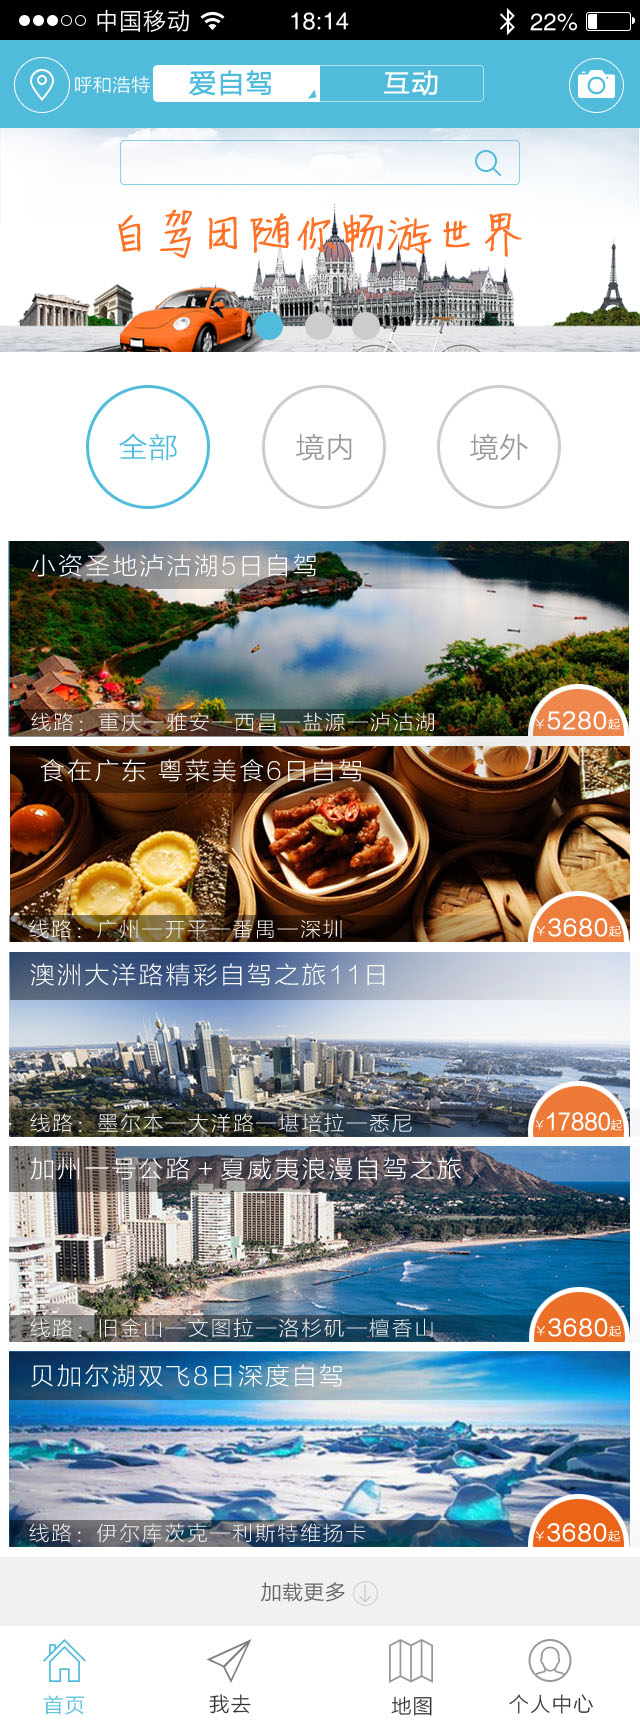 中国移动 18:14 22%
呼和浩特 爱自驾 互动
自驾团随你畅游世界
全部 境内 境外
小资圣地泸沽湖5日自驾
线路：重庆—雅安—西昌—盐源—泸沽湖
¥5280起
食在广东 粤菜美食6日自驾
线路：广州—开平—番禺—深圳
¥3680起
澳洲大洋路精彩自驾之旅11日
线路：墨尔本—大洋路—堪培拉—悉尼
¥17880起
加州一号公路＋夏威夷浪漫自驾之旅
线路：旧金山—文图拉—洛杉矶—檀香山
¥3680起
贝加尔湖双飞8日深度自驾
线路：伊尔库茨克—利斯特维扬卡
¥3680起
加载更多
首页 我去 地图 个人中心